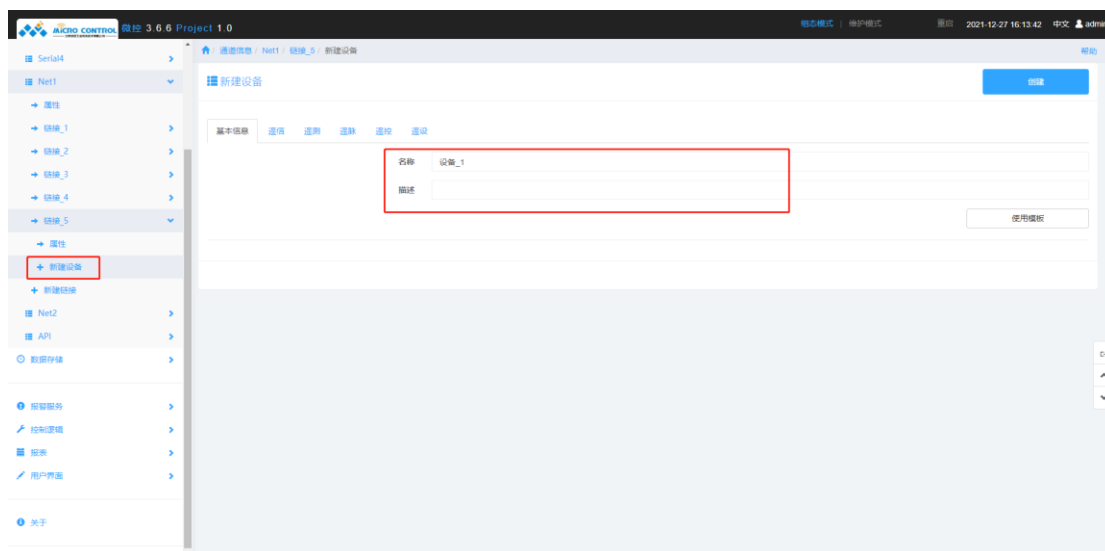 MICRO CONTROL 微控 3.6.6 Project 1.0
组态模式 | 维护模式 重启 2021-12-27 16:13:42 中文 admin
/ 通道信息 / Net1 / 链接_5 / 新建设备
帮助
Serial4
Net1
属性
链接_1
链接_2
链接_3
链接_4
链接_5
属性
新建设备
新建链接
Net2
API
数据存储
报警服务
控制逻辑
报表
用户界面
关于
新建设备
创建
基本信息 遥信 遥测 遥脉 遥控 遥设
名称 设备_1
描述
使用模板